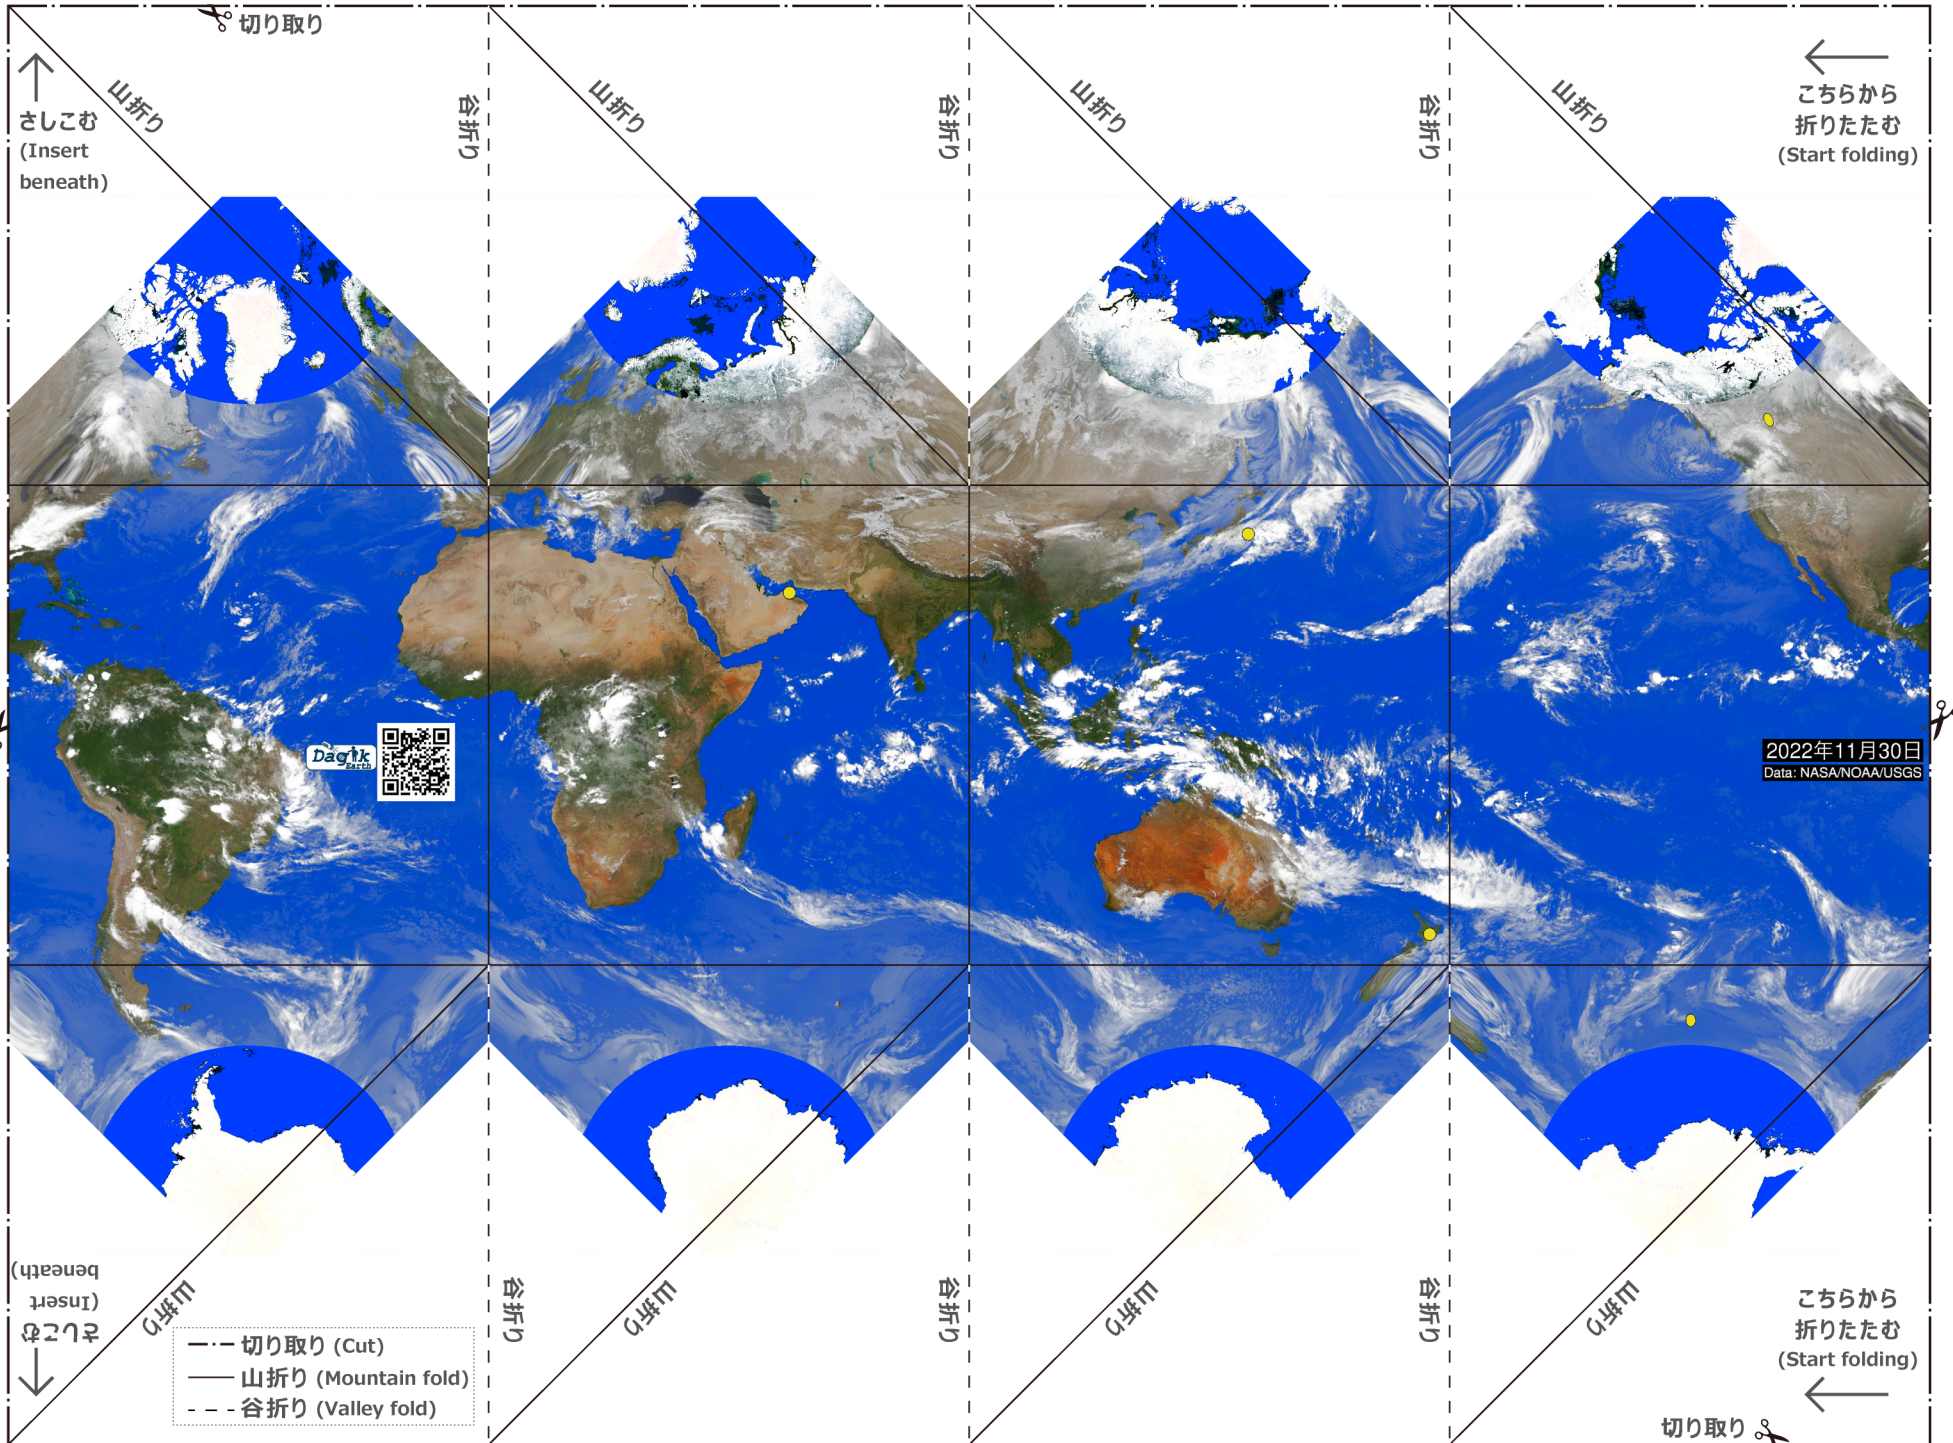 切り取り
山折り
山折り
山折り
山折り
谷折り
谷折り
谷折り
さしこむ
(Insert
beneath)
こちらから
折りたたむ
(Start folding)
Dagik
Earth
2022年11月30日
Data: NASA/NOAA/USGS
さしこむ
(Insert
beneath)
山折り
山折り
山折り
山折り
谷折り
谷折り
谷折り
こちらから
折りたたむ
(Start folding)
切り取り (Cut)
山折り (Mountain fold)
谷折り (Valley fold)
切り取り